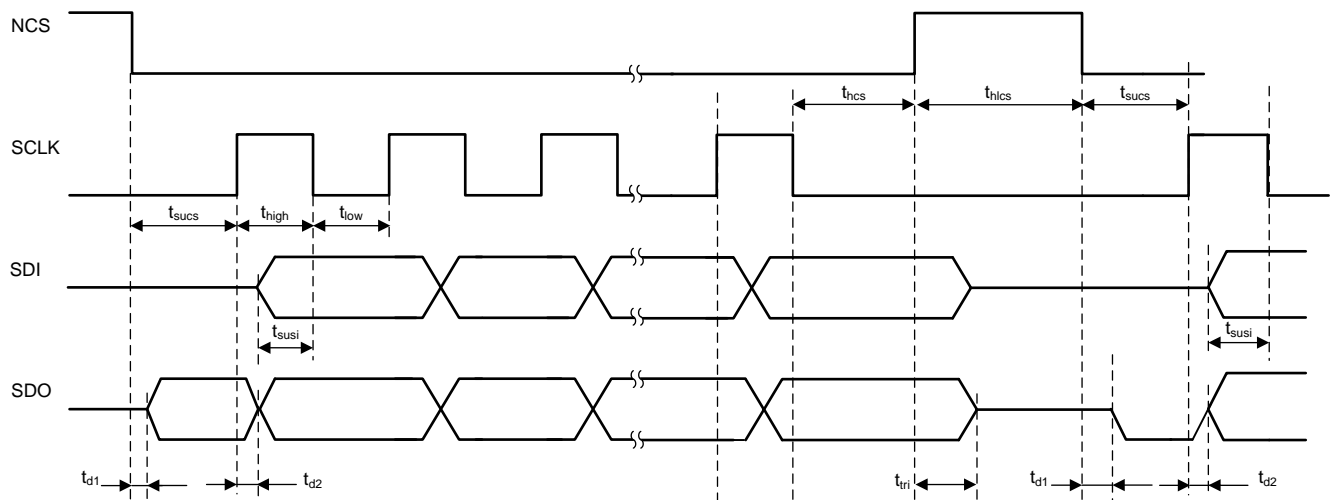 NCS
t_hcs
t_hlcs
t_sucs
SCLK
t_sucs
t_high
t_low
SDI
t_susi
t_susi
SDO
t_d1
t_d2
t_tri
t_d1
t_d2